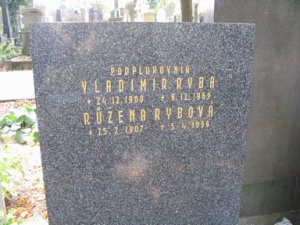 PODPLUKOVNÍK
VLADIMÍR RYBA
* 24.12.1900 + 6.12.1969
RŮŽENA RYBOVÁ
* 25.2.1907 + 5.4.1998